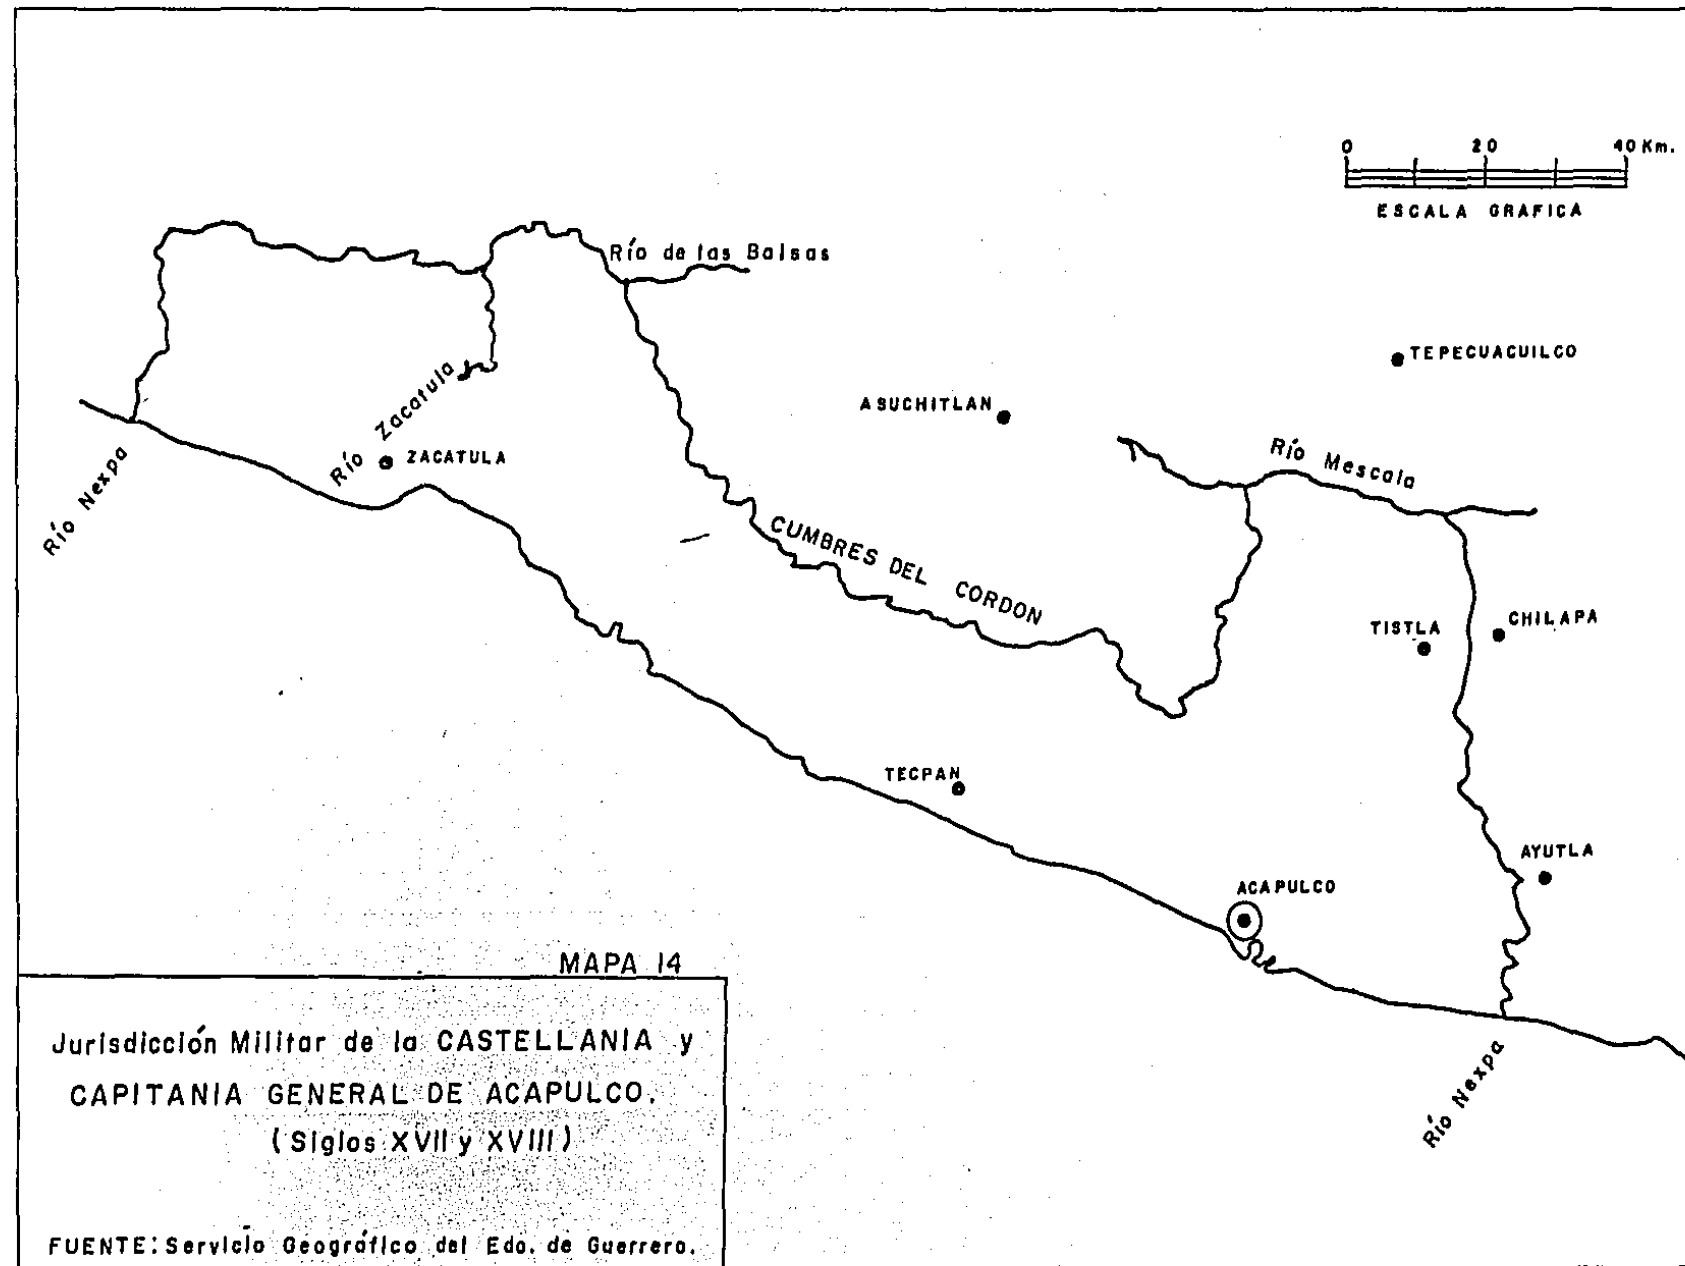 0 20 40 Km.
ESCALA GRAFICA
Río de las Balsas
TEPECUACUILCO
ASUCHITLAN
Río Zacatula
ZACATULA
Río Nexpa
Río Mescala
CUMBRES DEL CORDON
TISTLA
CHILAPA
TECPAN
AYUTLA
ACAPULCO
Río Nexpa
MAPA 14
Jurisdicción Militar de la CASTELLANIA y
CAPITANIA GENERAL DE ACAPULCO.
(Siglos XVII y XVIII)
FUENTE: Servicio Geográfico del Edo. de Guerrero.